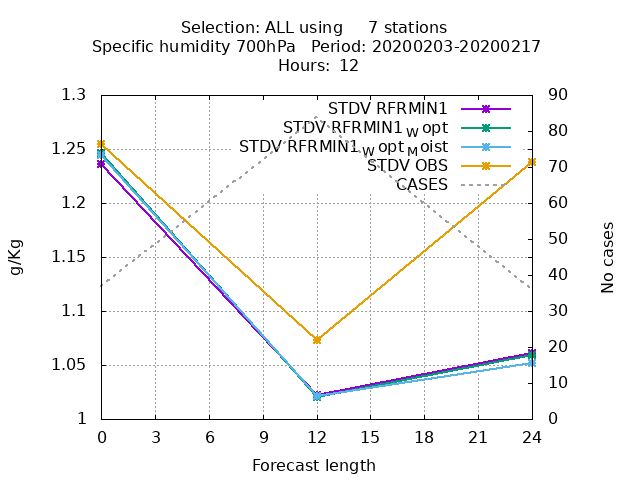 Selection: ALL using 7 stations
Specific humidity 700hPa Period: 20200203-20200217
Hours: 12
1.3
1.25
1.2
1.15
1.1
1.05
1
g/Kg
STDV RFRMIN1
STDV RFRMIN1_W opt
STDV RFRMIN1_W opt_M oist
STDV OBS
CASES
90
80
70
60
50
40
30
20
10
0
No cases
0 3 6 9 12 15 18 21 24
Forecast length